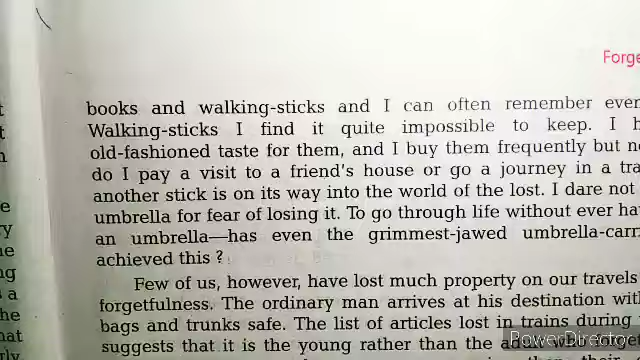 Forge
books and walking-sticks and I can often remember even
Walking-sticks I find it quite impossible to keep. I h
old-fashioned taste for them, and I buy them frequently but no
do I pay a visit to a friend's house or go a journey in a tra
another stick is on its way into the world of the lost. I dare not
umbrella for fear of losing it. To go through life without ever ha
an umbrella—has even the grimmest-jawed umbrella-carr
achieved this ?
Few of us, however, have lost much property on our travels
forgetfulness. The ordinary man arrives at his destination with
bags and trunks safe. The list of articles lost in trains during
suggests that it is the young rather than the
PowerDirector